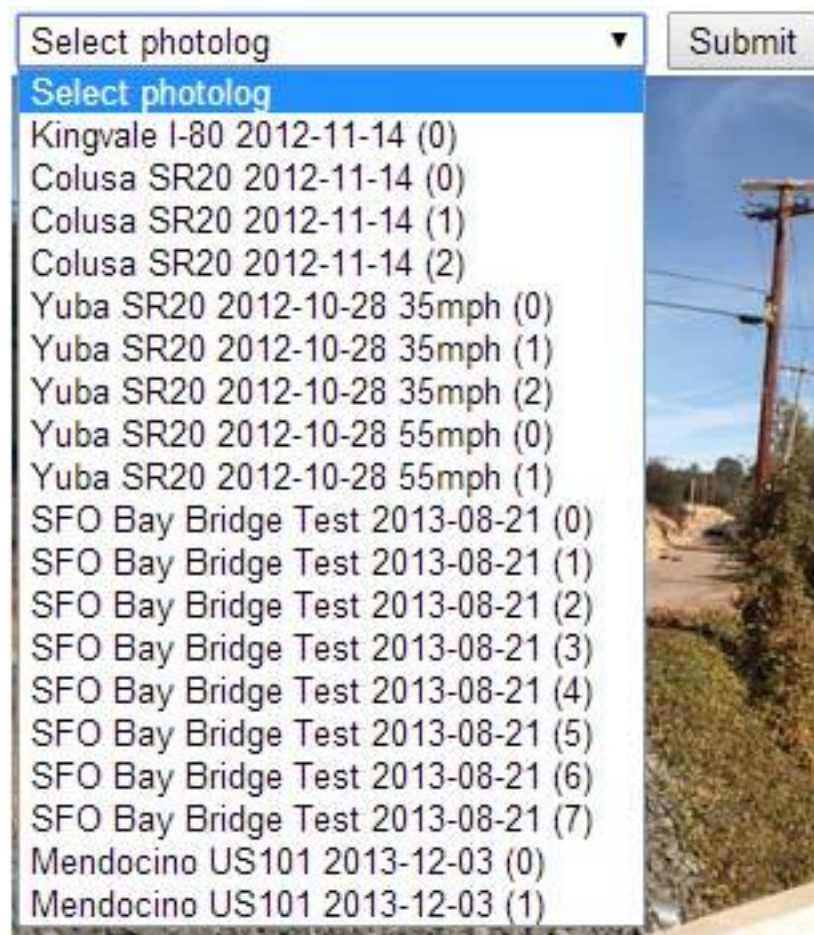 Select photolog Submit
Select photolog
Kingvale I-80 2012-11-14 (0)
Colusa SR20 2012-11-14 (0)
Colusa SR20 2012-11-14 (1)
Colusa SR20 2012-11-14 (2)
Yuba SR20 2012-10-28 35mph (0)
Yuba SR20 2012-10-28 35mph (1)
Yuba SR20 2012-10-28 35mph (2)
Yuba SR20 2012-10-28 55mph (0)
Yuba SR20 2012-10-28 55mph (1)
SFO Bay Bridge Test 2013-08-21 (0)
SFO Bay Bridge Test 2013-08-21 (1)
SFO Bay Bridge Test 2013-08-21 (2)
SFO Bay Bridge Test 2013-08-21 (3)
SFO Bay Bridge Test 2013-08-21 (4)
SFO Bay Bridge Test 2013-08-21 (5)
SFO Bay Bridge Test 2013-08-21 (6)
SFO Bay Bridge Test 2013-08-21 (7)
Mendocino US101 2013-12-03 (0)
Mendocino US101 2013-12-03 (1)